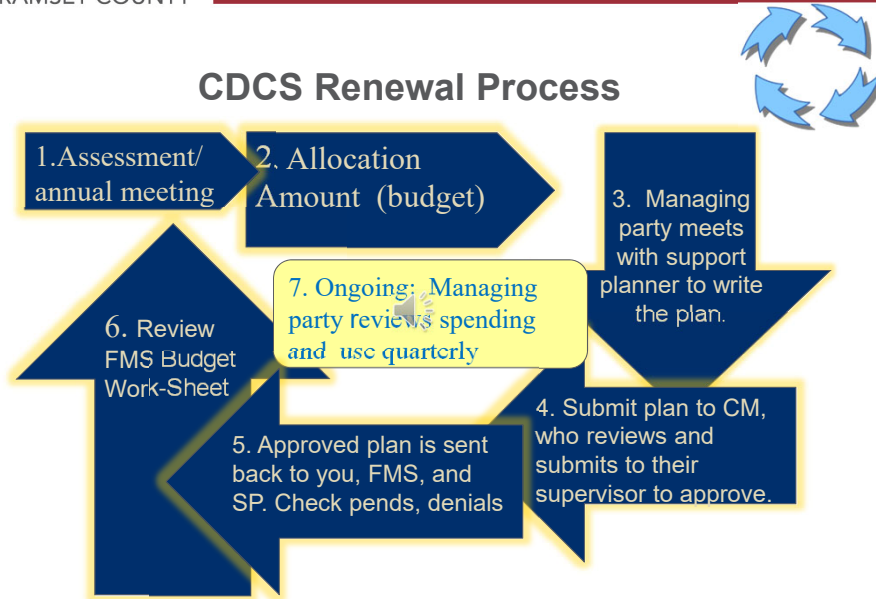 RAMSEY COUNTY
CDCS Renewal Process
1.Assessment/
annual meeting
2. Allocation
Amount (budget)
3. Managing
party meets
with support
planner to write
the plan.
4. Submit plan to CM,
who reviews and
submits to their
supervisor to approve.
5. Approved plan is sent
back to you, FMS, and
SP. Check pends, denials
6. Review
FMS Budget
Work-Sheet
7. Ongoing: Managing
party reviews spending
and use quarterly